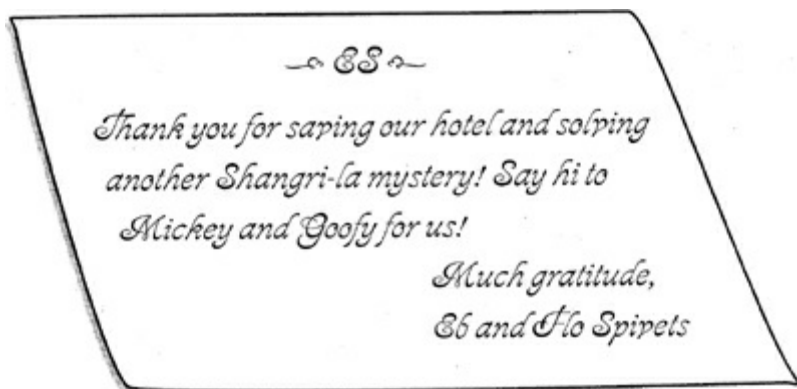 ES
Thank you for saving our hotel and solving
another Shangri-la mystery! Say hi to
Mickey and Goofy for us!
Much gratitude,
Eb and Flo Spivets